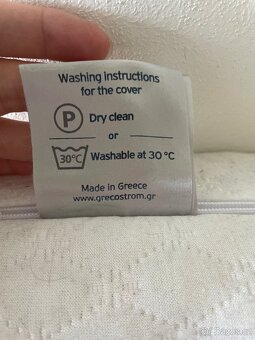 Washing instructions
for the cover
P Dry clean
or
30°C Washable at 30 °C
Made in Greece
www.grecostrom.gr